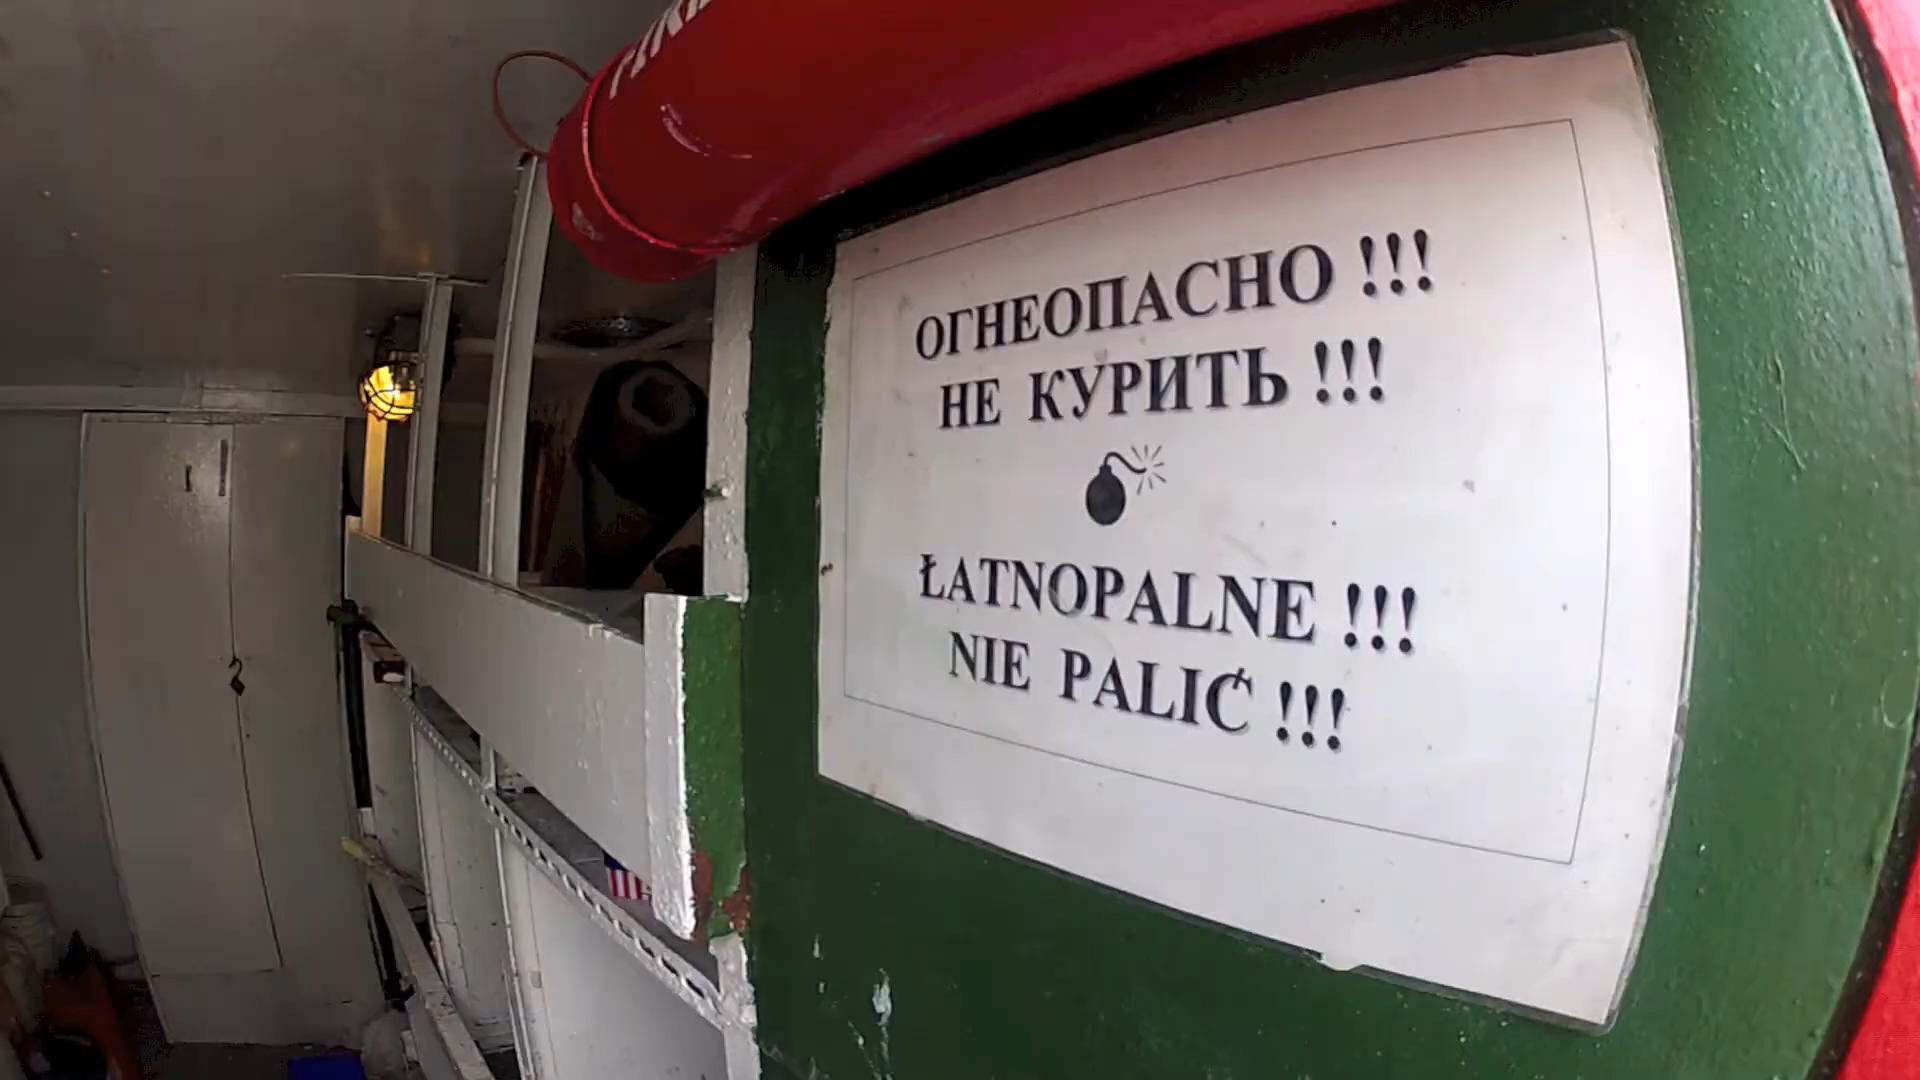 ОГНЕОПАСНО !!!
НЕ КУРИТЬ !!!
ŁATNOPALNE !!!
NIE PALIĆ !!!